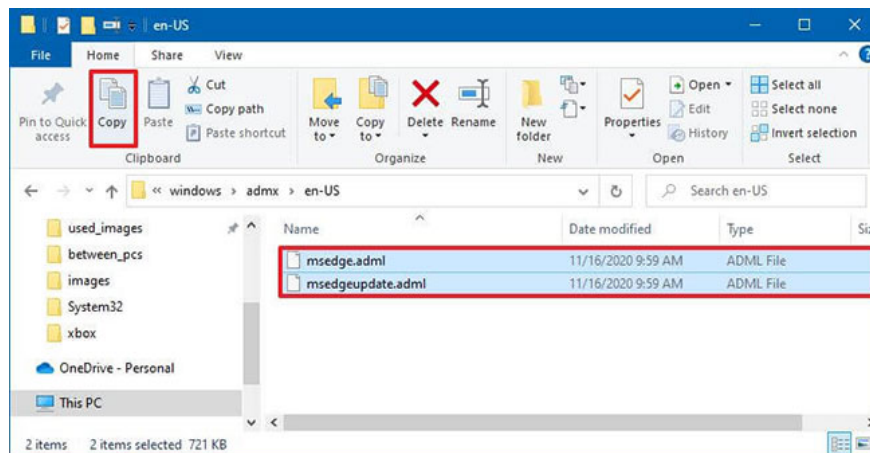 en-US
File Home Share View
Pin to Quick access
Copy
Paste
Cut
Copy path
Paste shortcut
Clipboard
Move to
Copy to
Delete
Rename
Organize
New folder
New
Properties
Open
Edit
History
Open
Select all
Select none
Invert selection
Select
« windows › admx › en-US
Search en-US
used_images
between_pcs
images
System32
xbox
OneDrive - Personal
This PC
Name Date modified Type
msedge.adml 11/16/2020 9:59 AM ADML File
msedgeupdate.adml 11/16/2020 9:59 AM ADML File
2 items 2 items selected 721 KB